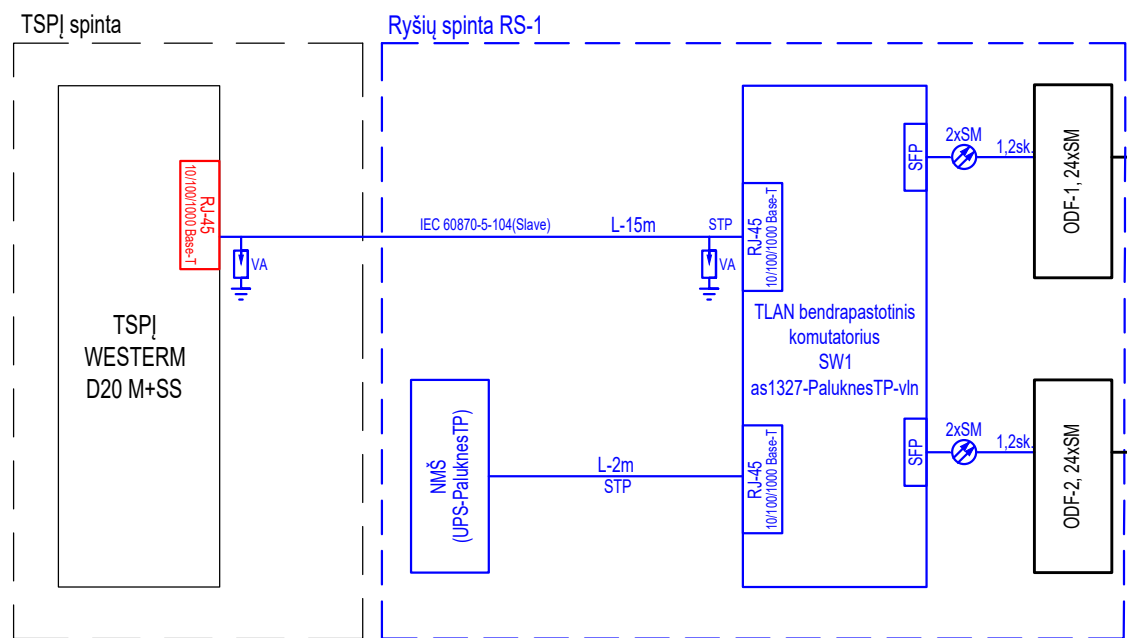 TSPĮ spinta
Ryšių spinta RS-1
RJ-45
10/100/1000 Base-T
VA
TSPĮ
WESTERM
D20 M+SS
IEC 60870-5-104(Slave)
L-15m
STP
VA
RJ-45
10/100/1000 Base-T
TLAN bendrapastotinis
komutatorius
SW1
as1327-PaluknesTP-vln
SFP
2xSM
1,2sk.
ODF-1, 24xSM
NMŠ
(UPS-PaluknesTP)
L-2m
STP
RJ-45
10/100/1000 Base-T
SFP
2xSM
1,2sk.
ODF-2, 24xSM